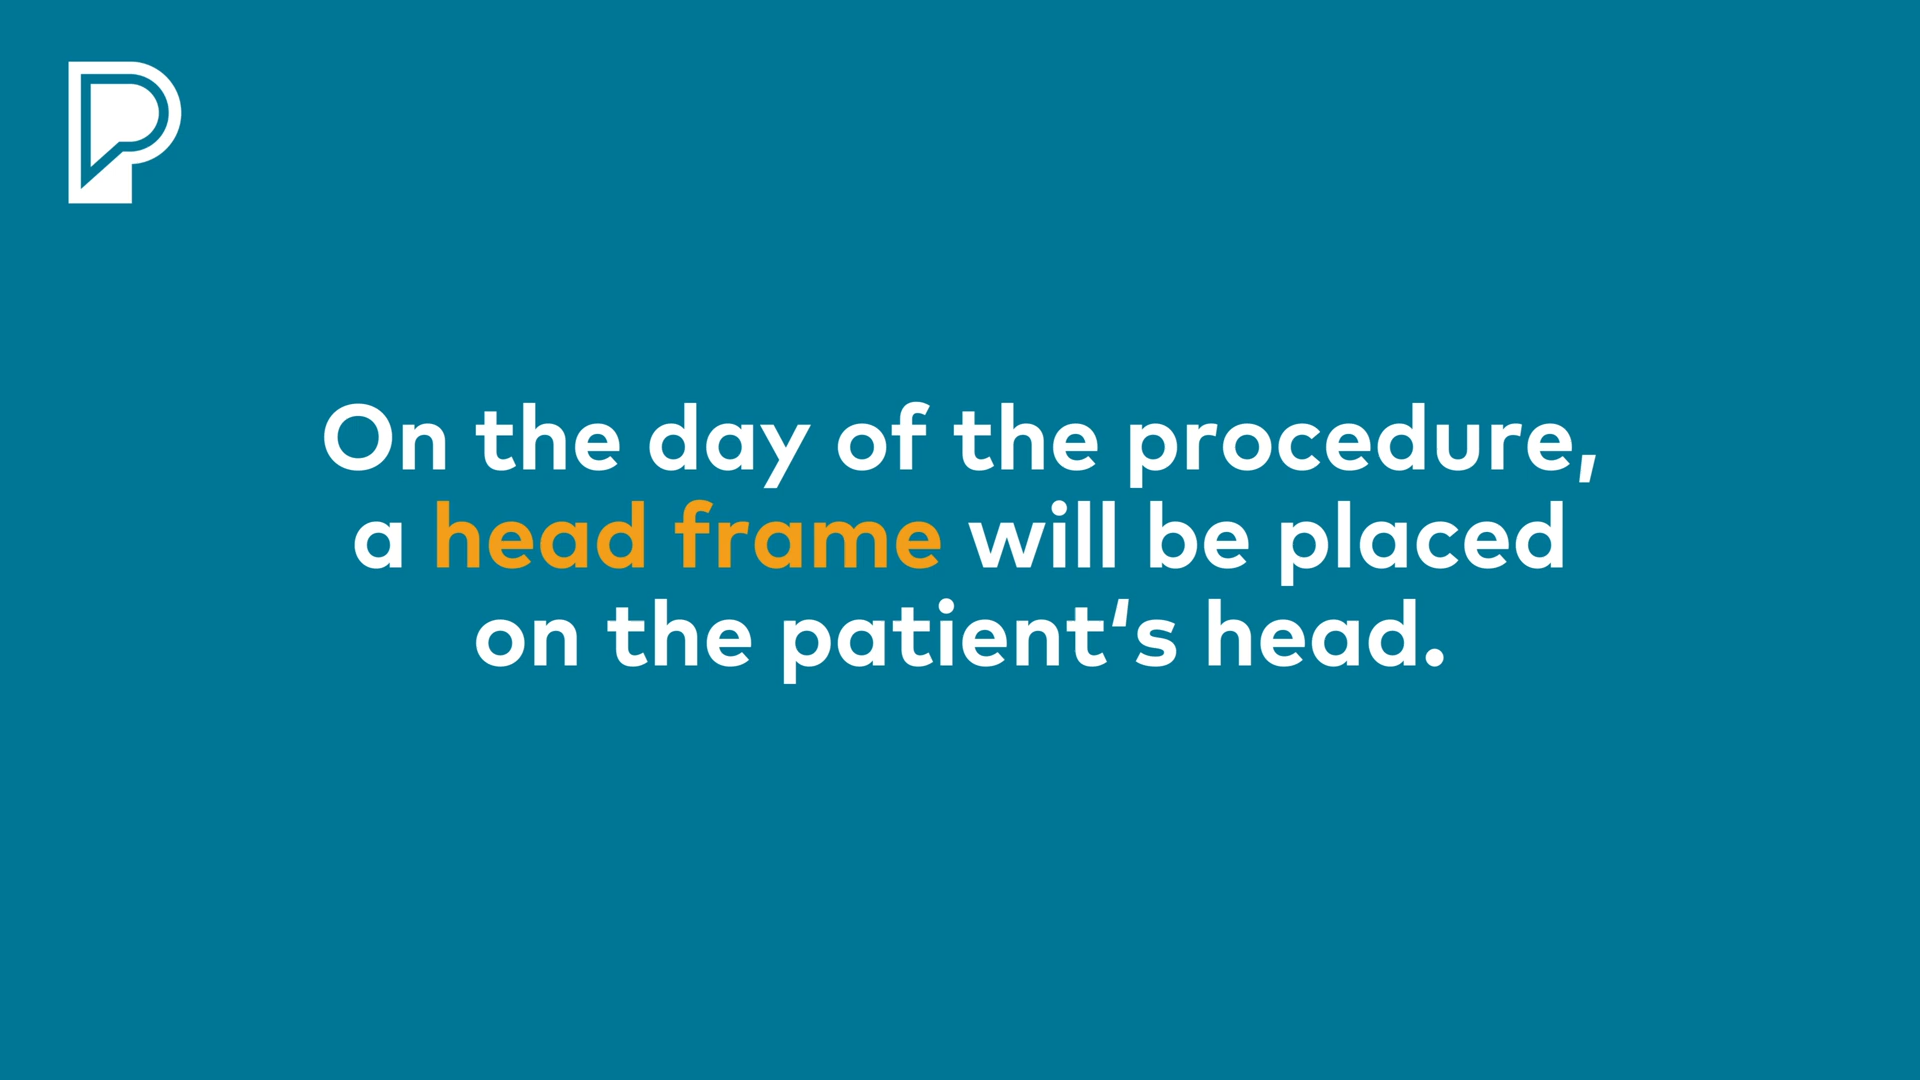 On the day of the procedure,
a head frame will be placed
on the patient‘s head.